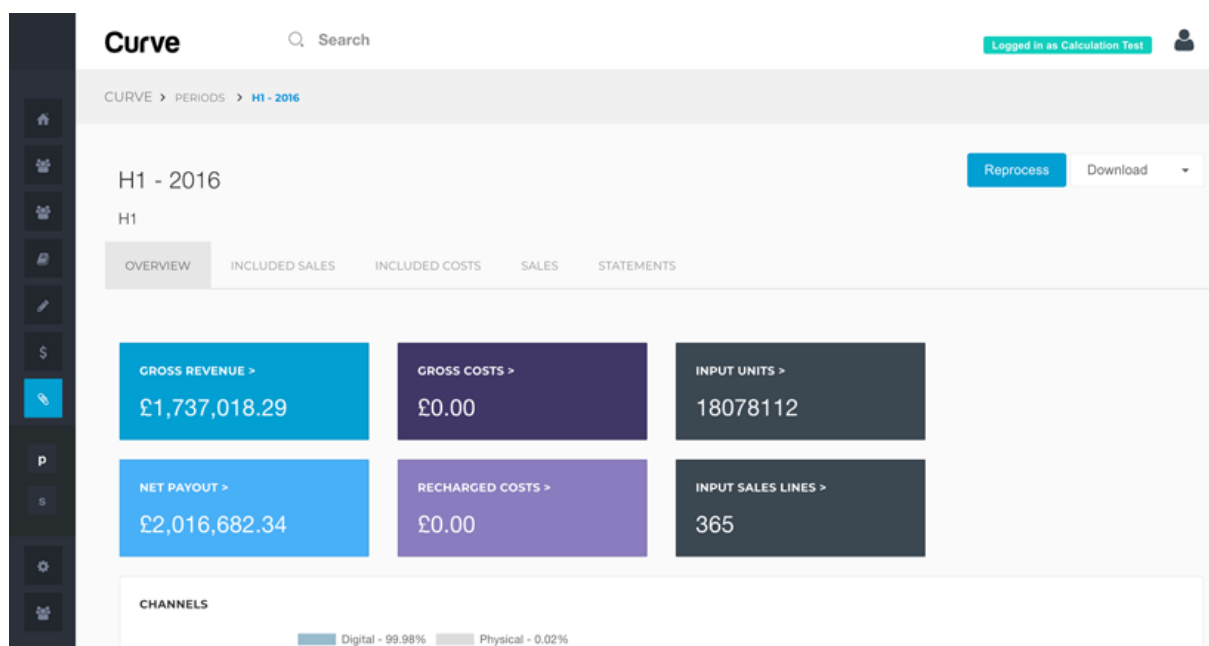 Curve
Search
Logged in as Calculation Test
CURVE > PERIODS > H1 - 2016
H1 - 2016
Reprocess
Download
H1
OVERVIEW
INCLUDED SALES
INCLUDED COSTS
SALES
STATEMENTS
GROSS REVENUE >
£1,737,018.29
GROSS COSTS >
£0.00
INPUT UNITS >
18078112
NET PAYOUT >
£2,016,682.34
RECHARGED COSTS >
£0.00
INPUT SALES LINES >
365
$
p
s
CHANNELS
Digital - 99.98%
Physical - 0.02%